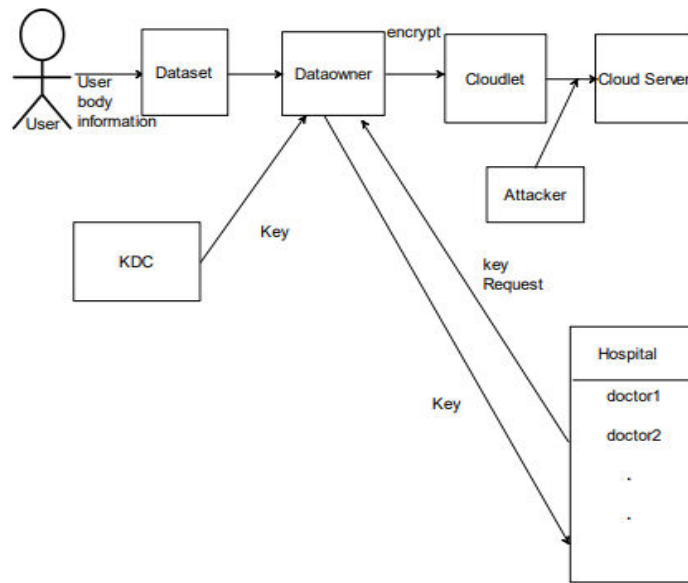 encrypt
Dataset
Dataowner
Cloudlet
Cloud Server
User
body
information
User
Attacker
Key
KDC
key
Request
Hospital
doctor1
Key
doctor2
.
.